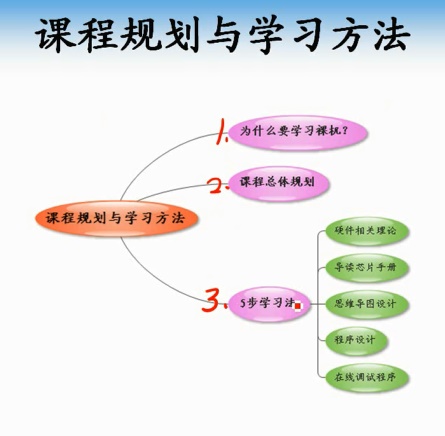 课程规划与学习方法
1.
为什么要学习裸机?
2.
课程总体规划
课程规划与学习方法
3.
5步学习法
硬件相关理论
导读芯片手册
思维导图设计
程序设计
在线调试程序